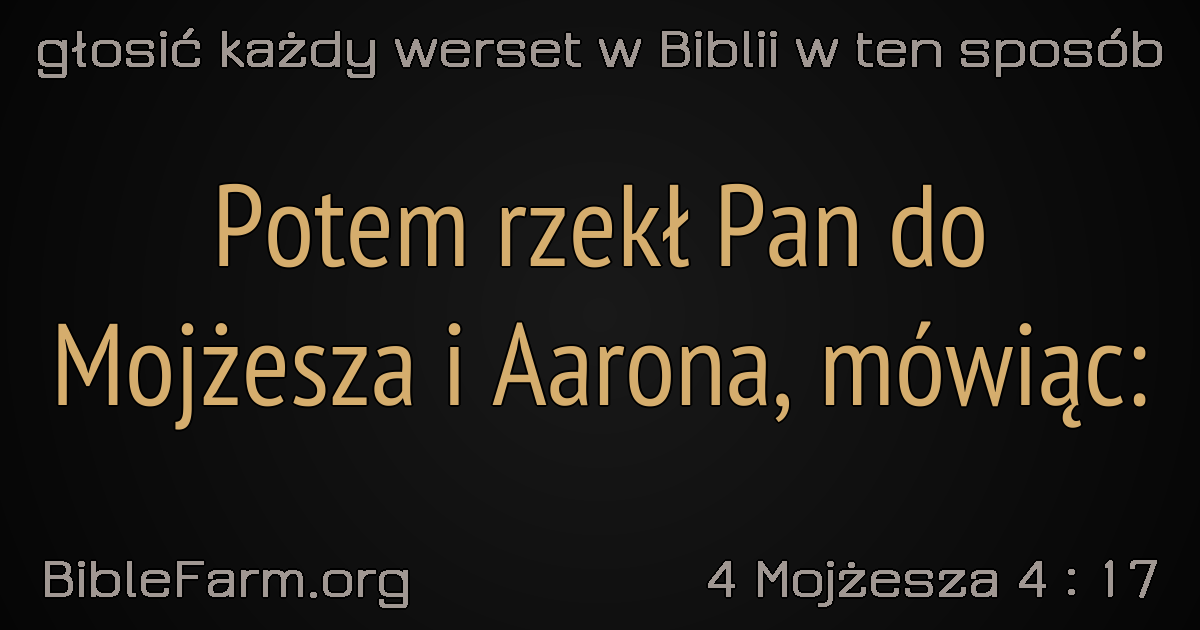 głosić każdy werset w Biblii w ten sposób
Potem rzekł Pan do
Mojżesza i Aarona, mówiąc:
BibleFarm.org
4 Mojżesza 4 : 17